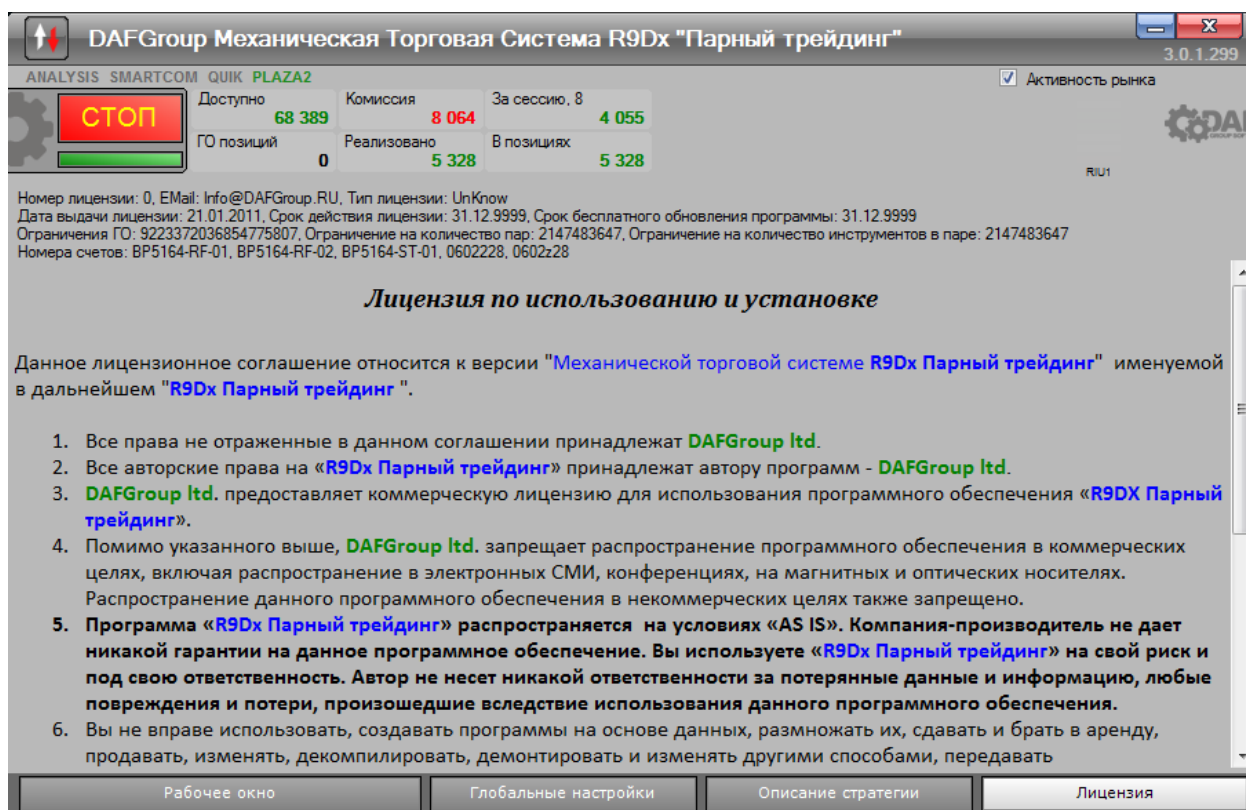 DAFGroup Механическая Торговая Система R9Dx "Парный трейдинг"
3.0.1.299
ANALYSIS SMARTCOM QUIK PLAZA2
Активность рынка
СТОП
Доступно
68 389
Комиссия
8 064
За сессию, 8
4 055
ГО позиций
0
Реализовано
5 328
В позициях
5 328
RIU1
Номер лицензии: 0, EMail: Info@DAFGroup.RU, Тип лицензии: UnKnow
Дата выдачи лицензии: 21.01.2011, Срок действия лицензии: 31.12.9999, Срок бесплатного обновления программы: 31.12.9999
Ограничения ГО: 9223372036854775807, Ограничение на количество пар: 2147483647, Ограничение на количество инструментов в паре: 2147483647
Номера счетов: BP5164-RF-01, BP5164-RF-02, BP5164-ST-01, 0602228, 0602z28
Лицензия по использованию и установке
Данное лицензионное соглашение относится к версии "Механической торговой системе R9Dx Парный трейдинг" именуемой
в дальнейшем "R9Dx Парный трейдинг ".
1. Все права не отраженные в данном соглашении принадлежат DAFGroup ltd.
2. Все авторские права на «R9Dx Парный трейдинг» принадлежат автору программ - DAFGroup ltd.
3. DAFGroup ltd. предоставляет коммерческую лицензию для использования программного обеспечения «R9DX Парный
трейдинг».
4. Помимо указанного выше, DAFGroup ltd. запрещает распространение программного обеспечения в коммерческих
целях, включая распространение в электронных СМИ, конференциях, на магнитных и оптических носителях.
Распространение данного программного обеспечения в некоммерческих целях также запрещено.
5. Программа «R9Dx Парный трейдинг» распространяется на условиях «AS IS». Компания-производитель не дает
никакой гарантии на данное программное обеспечение. Вы используете «R9Dx Парный трейдинг» на свой риск и
под свою ответственность. Автор не несет никакой ответственности за потерянные данные и информацию, любые
повреждения и потери, произошедшие вследствие использования данного программного обеспечения.
6. Вы не вправе использовать, создавать программы на основе данных, размножать их, сдавать и брать в аренду,
продавать, изменять, декомпилировать, демонтировать и изменять другими способами, передавать
Рабочее окно
Глобальные настройки
Описание стратегии
Лицензия